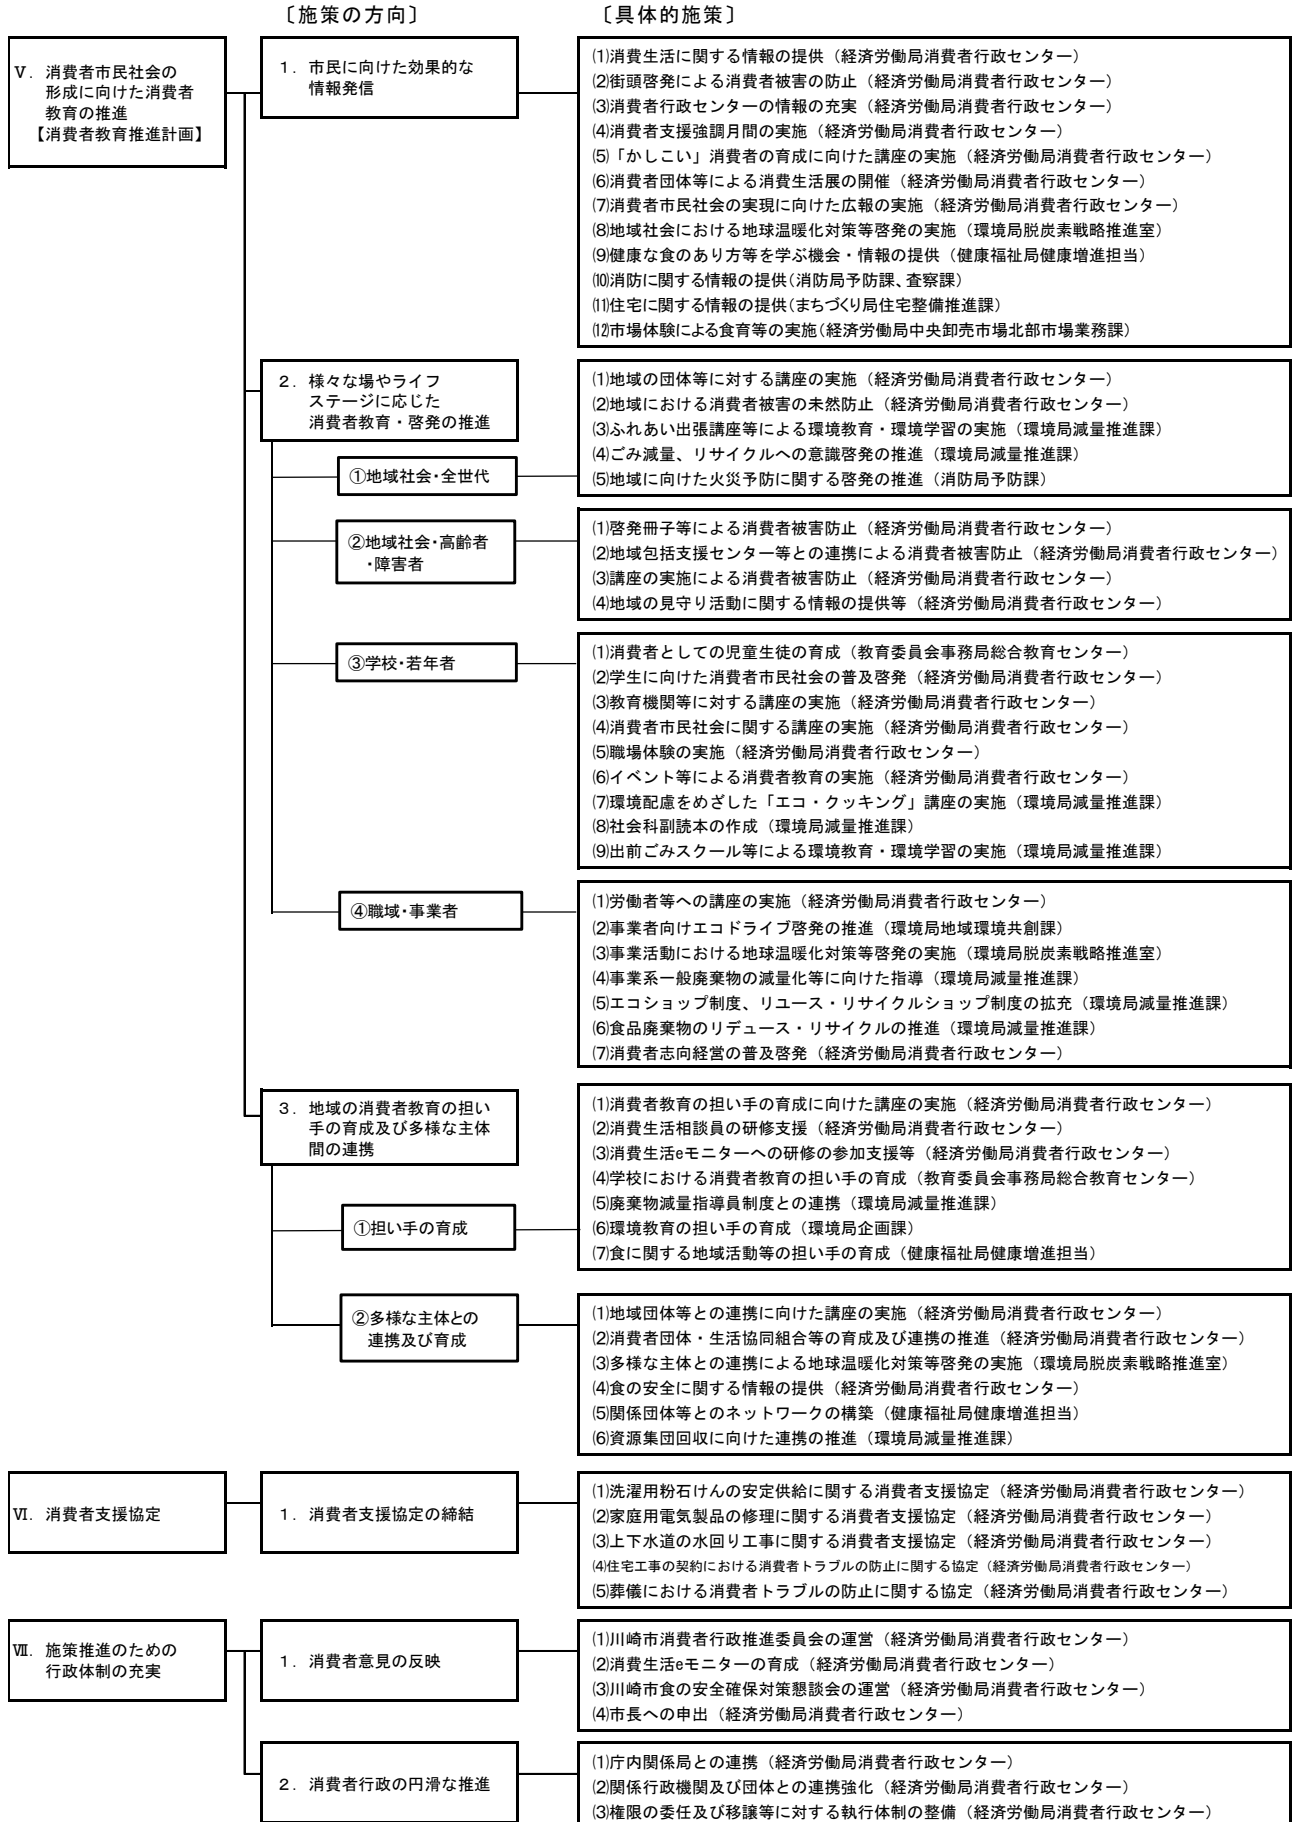 〔施策の方向〕
〔具体的施策〕
Ⅴ．消費者市民社会の
形成に向けた消費者
教育の推進
【消費者教育推進計画】
１．市民に向けた効果的な
情報発信
⑴消費生活に関する情報の提供（経済労働局消費者行政センター）
⑵街頭啓発による消費者被害の防止（経済労働局消費者行政センター）
⑶消費者行政センターの情報の充実（経済労働局消費者行政センター）
⑷消費者支援強調月間の実施（経済労働局消費者行政センター）
⑸「かしこい」消費者の育成に向けた講座の実施（経済労働局消費者行政センター）
⑹消費者団体等による消費生活展の開催（経済労働局消費者行政センター）
⑺消費者市民社会の実現に向けた広報の実施（経済労働局消費者行政センター）
⑻地域社会における地球温暖化対策等啓発の実施（環境局脱炭素戦略推進室）
⑼健康な食のあり方等を学ぶ機会・情報の提供（健康福祉局健康増進担当）
⑽消防に関する情報の提供（消防局予防課、査察課）
⑾住宅に関する情報の提供（まちづくり局住宅整備推進課）
⑿市場体験による食育等の実施（経済労働局中央卸売市場北部市場業務課）
２．様々な場やライフ
ステージに応じた
消費者教育・啓発の推進
①地域社会・全世代
⑴地域の団体等に対する講座の実施（経済労働局消費者行政センター）
⑵地域における消費者被害の未然防止（経済労働局消費者行政センター）
⑶ふれあい出張講座等による環境教育・環境学習の実施（環境局減量推進課）
⑷ごみ減量、リサイクルへの意識啓発の推進（環境局減量推進課）
⑸地域に向けた火災予防に関する啓発の推進（消防局予防課）
②地域社会・高齢者
・障害者
⑴啓発冊子等による消費者被害防止（経済労働局消費者行政センター）
⑵地域包括支援センター等との連携による消費者被害防止（経済労働局消費者行政センター）
⑶講座の実施による消費者被害防止（経済労働局消費者行政センター）
⑷地域の見守り活動に関する情報の提供等（経済労働局消費者行政センター）
③学校・若年者
⑴消費者としての児童生徒の育成（教育委員会事務局総合教育センター）
⑵学生に向けた消費者市民社会の普及啓発（経済労働局消費者行政センター）
⑶教育機関等に対する講座の実施（経済労働局消費者行政センター）
⑷消費者市民社会に関する講座の実施（経済労働局消費者行政センター）
⑸職場体験の実施（経済労働局消費者行政センター）
⑹イベント等による消費者教育の実施（経済労働局消費者行政センター）
⑺環境配慮をめざした「エコ・クッキング」講座の実施（環境局減量推進課）
⑻社会科副読本の作成（環境局減量推進課）
⑼出前ごみスクール等による環境教育・環境学習の実施（環境局減量推進課）
④職域・事業者
⑴労働者等への講座の実施（経済労働局消費者行政センター）
⑵事業者向けエコドライブ啓発の推進（環境局地域環境共創課）
⑶事業活動における地球温暖化対策等啓発の実施（環境局脱炭素戦略推進室）
⑷事業系一般廃棄物の減量化等に向けた指導（環境局減量推進課）
⑸エコショップ制度、リユース・リサイクルショップ制度の拡充（環境局減量推進課）
⑹食品廃棄物のリデュース・リサイクルの推進（環境局減量推進課）
⑺消費者志向経営の普及啓発（経済労働局消費者行政センター）
３．地域の消費者教育の担い
手の育成及び多様な主体
間の連携
①担い手の育成
⑴消費者教育の担い手の育成に向けた講座の実施（経済労働局消費者行政センター）
⑵消費生活相談員の研修支援（経済労働局消費者行政センター）
⑶消費生活eモニターへの研修の参加支援等（経済労働局消費者行政センター）
⑷学校における消費者教育の担い手の育成（教育委員会事務局総合教育センター）
⑸廃棄物減量指導員制度との連携（環境局減量推進課）
⑹環境教育の担い手の育成（環境局企画課）
⑺食に関する地域活動等の担い手の育成（健康福祉局健康増進担当）
②多様な主体との
連携及び育成
⑴地域団体等との連携に向けた講座の実施（経済労働局消費者行政センター）
⑵消費者団体・生活協同組合等の育成及び連携の推進（経済労働局消費者行政センター）
⑶多様な主体との連携による地球温暖化対策等啓発の実施（環境局脱炭素戦略推進室）
⑷食の安全に関する情報の提供（経済労働局消費者行政センター）
⑸関係団体等とのネットワークの構築（健康福祉局健康増進担当）
⑹資源集団回収に向けた連携の推進（環境局減量推進課）
Ⅵ．消費者支援協定
１．消費者支援協定の締結
⑴洗濯用粉石けんの安定供給に関する消費者支援協定（経済労働局消費者行政センター）
⑵家庭用電気製品の修理に関する消費者支援協定（経済労働局消費者行政センター）
⑶上下水道の水回り工事に関する消費者支援協定（経済労働局消費者行政センター）
⑷住宅工事の契約における消費者トラブルの防止に関する協定（経済労働局消費者行政センター）
⑸葬儀における消費者トラブルの防止に関する協定（経済労働局消費者行政センター）
Ⅶ．施策推進のための
行政体制の充実
１．消費者意見の反映
⑴川崎市消費者行政推進委員会の運営（経済労働局消費者行政センター）
⑵消費生活eモニターの育成（経済労働局消費者行政センター）
⑶川崎市食の安全確保対策懇談会の運営（経済労働局消費者行政センター）
⑷市長への申出（経済労働局消費者行政センター）
２．消費者行政の円滑な推進
⑴庁内関係局との連携（経済労働局消費者行政センター）
⑵関係行政機関及び団体との連携強化（経済労働局消費者行政センター）
⑶権限の委任及び移譲等に対する執行体制の整備（経済労働局消費者行政センター）